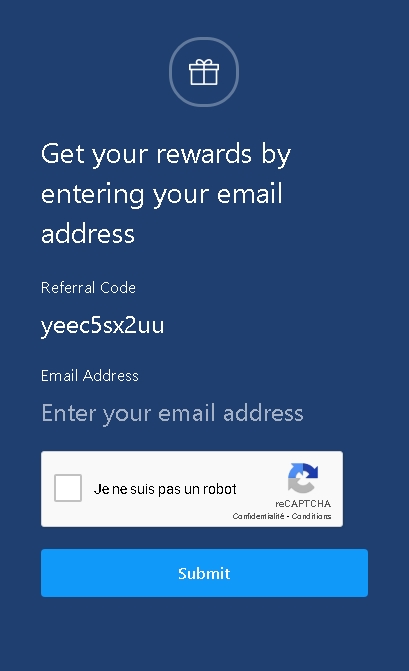 Get your rewards by
entering your email
address
Referral Code
yeec5sx2uu
Email Address
Enter your email address
Je ne suis pas un robot
reCAPTCHA
Confidentialité - Conditions
Submit